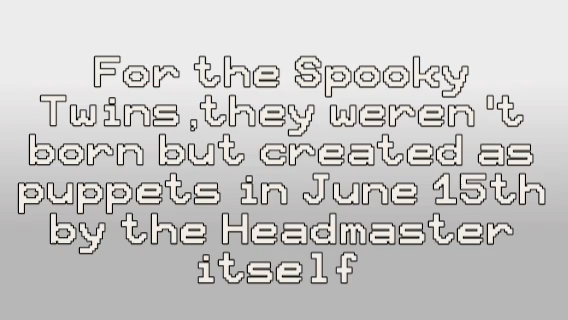 For the Spooky
Twins,they weren't
born but created as
puppets in June 15th
by the Headmaster
itself